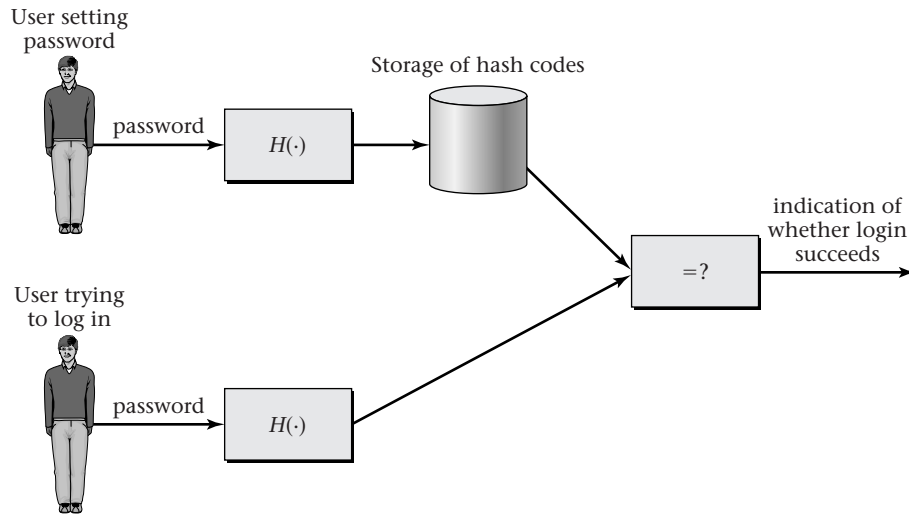 User setting
password
Storage of hash codes
password
H(·)
indication of
whether login
succeeds
=?
User trying
to log in
password
H(·)